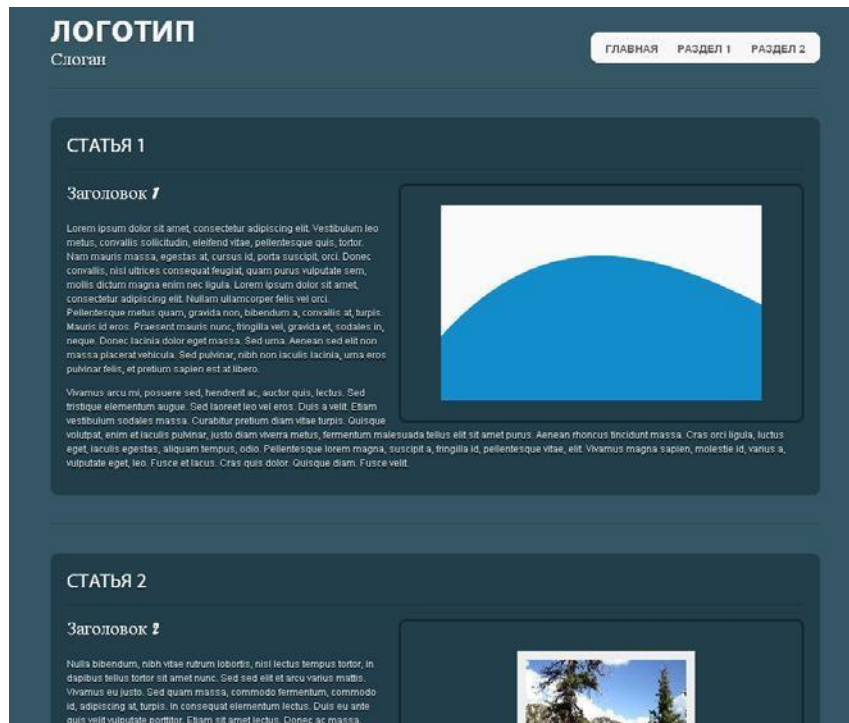 ЛОГОТИП
Слоган
ГЛАВНАЯ РАЗДЕЛ 1 РАЗДЕЛ 2
СТАТЬЯ 1
Заголовок 1
Lorem ipsum dolor sit amet, consectetur adipiscing elit. Vestibulum leo
metus, convallis sollicitudin, eleifend vitae, pellentesque quis, tortor.
Nam mauris massa, egestas at, cursus id, porta suscipit, orci. Donec
convallis, nisl ultrices consequat feugiat, quam purus vulputate sem,
mollis dictum magna enim nec ligula. Lorem ipsum dolor sit amet,
consectetur adipiscing elit. Nullam ullamcorper felis vel orci.
Pellentesque metus quam, gravida non, bibendum a, convallis at, turpis.
Mauris id eros. Praesent mauris nunc, fringilla vel, gravida et, sodales in,
neque. Donec lacinia dolor eget massa. Sed urna. Aenean sed elit non
massa placerat vehicula. Sed pulvinar, nibh non iaculis lacinia, urna eros
pulvinar felis, et pretium sapien est at libero.
Vivamus arcu mi, posuere sed, hendrerit ac, auctor quis, lectus. Sed
tristique elementum augue. Sed laoreet leo vel eros. Duis a velit. Etiam
vestibulum sodales massa. Curabitur pretium diam vitae turpis. Quisque
volutpat, enim et iaculis pulvinar, justo diam viverra metus, fermentum malesuada tellus elit sit amet purus. Aenean rhoncus tincidunt massa. Cras orci ligula, luctus
eget, iaculis egestas, aliquam tempus, odio. Pellentesque lorem magna, suscipit a, fringilla id, pellentesque vitae, elit. Vivamus magna sapien, molestie id, varius a,
vulputate eget, leo. Fusce et lacus. Cras quis dolor. Quisque diam. Fusce velit.
СТАТЬЯ 2
Заголовок 2
Nulla bibendum, nibh vitae rutrum lobortis, nisl lectus tempus tortor, in
dapibus tellus tortor sit amet nunc. Sed sed elit et arcu varius mattis.
Vivamus eu justo. Sed quam massa, commodo fermentum, commodo
id, adipiscing at, turpis. In consequat elementum lectus. Duis eu ante
quis velit vulputate porttitor. Etiam sit amet lectus. Donec ac massa.